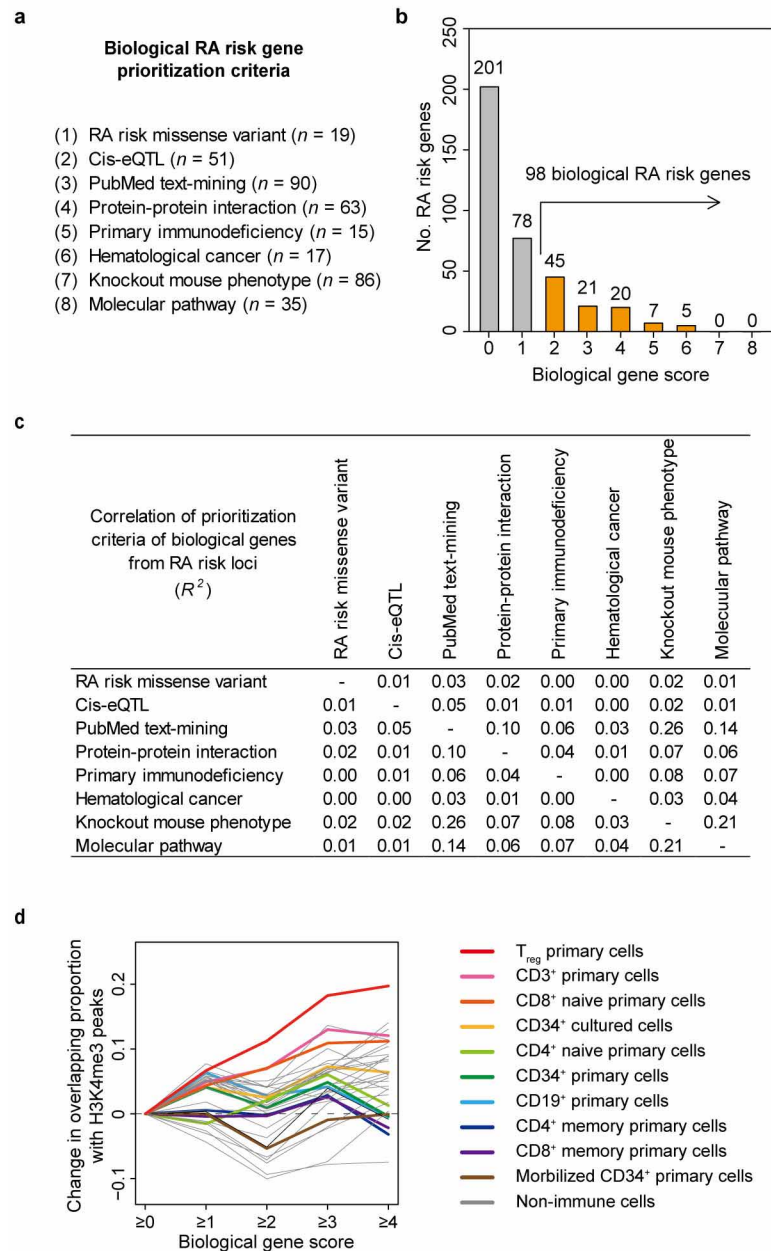 a
Biological RA risk gene
prioritization criteria
(1) RA risk missense variant (n = 19)
(2) Cis-eQTL (n = 51)
(3) PubMed text-mining (n = 90)
(4) Protein-protein interaction (n = 63)
(5) Primary immunodeficiency (n = 15)
(6) Hematological cancer (n = 17)
(7) Knockout mouse phenotype (n = 86)
(8) Molecular pathway (n = 35)
b
No. RA risk genes
250
200
150
100
50
0
201
78
45
21
20
7
5
0
0
98 biological RA risk genes
0 1 2 3 4 5 6 7 8
Biological gene score
c
Correlation of prioritization
criteria of biological genes
from RA risk loci
(R²)
RA risk missense variant
Cis-eQTL
PubMed text-mining
Protein-protein interaction
Primary immunodeficiency
Hematological cancer
Knockout mouse phenotype
Molecular pathway
RA risk missense variant - 0.01 0.03 0.02 0.00 0.00 0.02 0.01
Cis-eQTL 0.01 - 0.05 0.01 0.01 0.00 0.02 0.01
PubMed text-mining 0.03 0.05 - 0.10 0.06 0.03 0.26 0.14
Protein-protein interaction 0.02 0.01 0.10 - 0.04 0.01 0.07 0.06
Primary immunodeficiency 0.00 0.01 0.06 0.04 - 0.00 0.08 0.07
Hematological cancer 0.00 0.00 0.03 0.01 0.00 - 0.03 0.04
Knockout mouse phenotype 0.02 0.02 0.26 0.07 0.08 0.03 - 0.21
Molecular pathway 0.01 0.01 0.14 0.06 0.07 0.04 0.21 -
d
Change in overlapping proportion
with H3K4me3 peaks
0.2
0.1
0
−0.1
≥0 ≥1 ≥2 ≥3 ≥4
Biological gene score
Treg primary cells
CD3⁺ primary cells
CD8⁺ naive primary cells
CD34⁺ cultured cells
CD4⁺ naive primary cells
CD34⁺ primary cells
CD19⁺ primary cells
CD4⁺ memory primary cells
CD8⁺ memory primary cells
Morbilized CD34⁺ primary cells
Non-immune cells